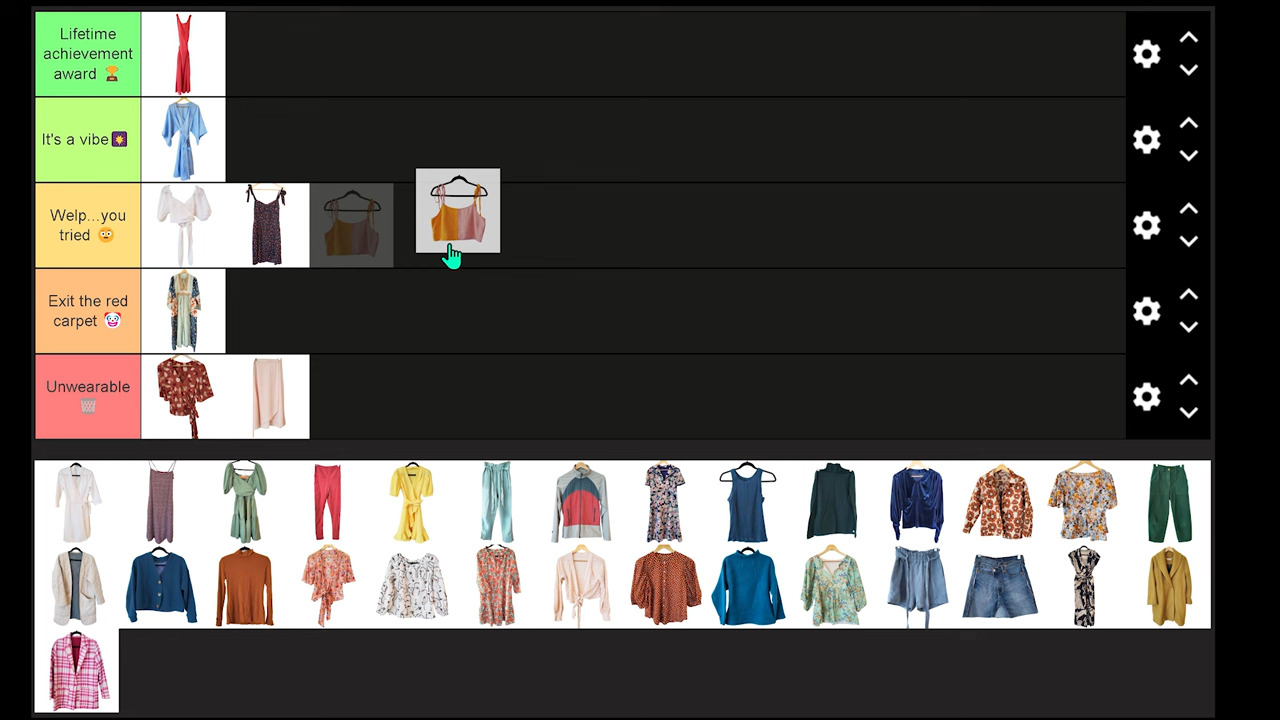 Lifetime
achievement
award 🏆
It's a vibe🎇
Welp...you
tried 🫠
Exit the red
carpet 🤡
Unwearable
🗑️